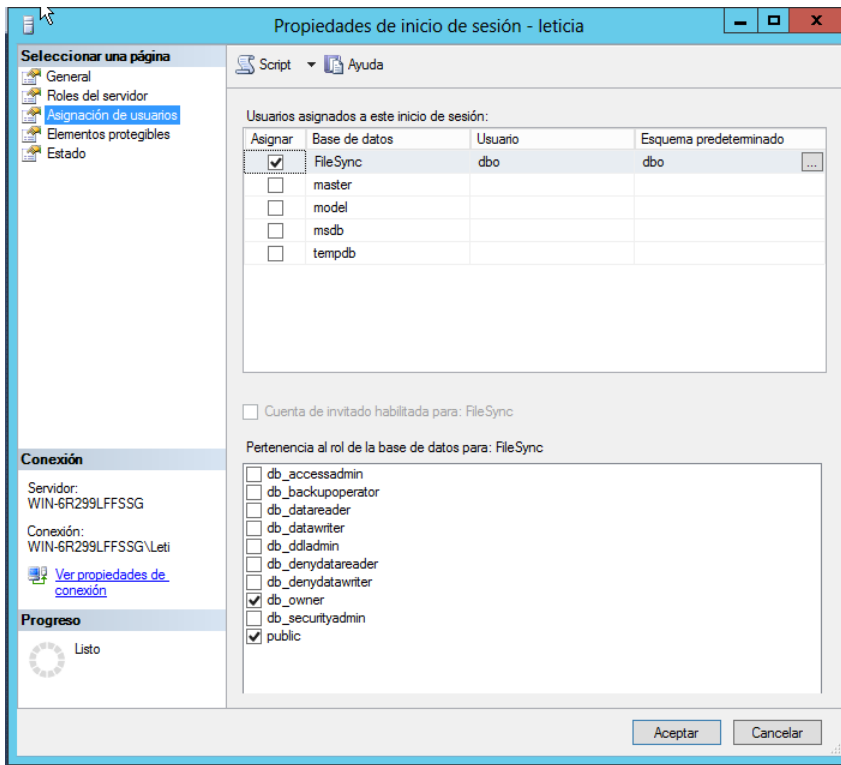 Propiedades de inicio de sesión - leticia
Seleccionar una página
General
Roles del servidor
Asignación de usuarios
Elementos protegibles
Estado
Script
Ayuda
Usuarios asignados a este inicio de sesión:
Asignar Base de datos Usuario Esquema predeterminado
FileSync dbo dbo ...
master
model
msdb
tempdb
Cuenta de invitado habilitada para: FileSync
Pertenencia al rol de la base de datos para: FileSync
db_accessadmin
db_backupoperator
db_datareader
db_datawriter
db_ddladmin
db_denydatareader
db_denydatawriter
db_owner
db_securityadmin
public
Conexión
Servidor:
WIN-6R299LFFSSG
Conexión:
WIN-6R299LFFSSG\Leti
Ver propiedades de
conexión
Progreso
Listo
Aceptar Cancelar